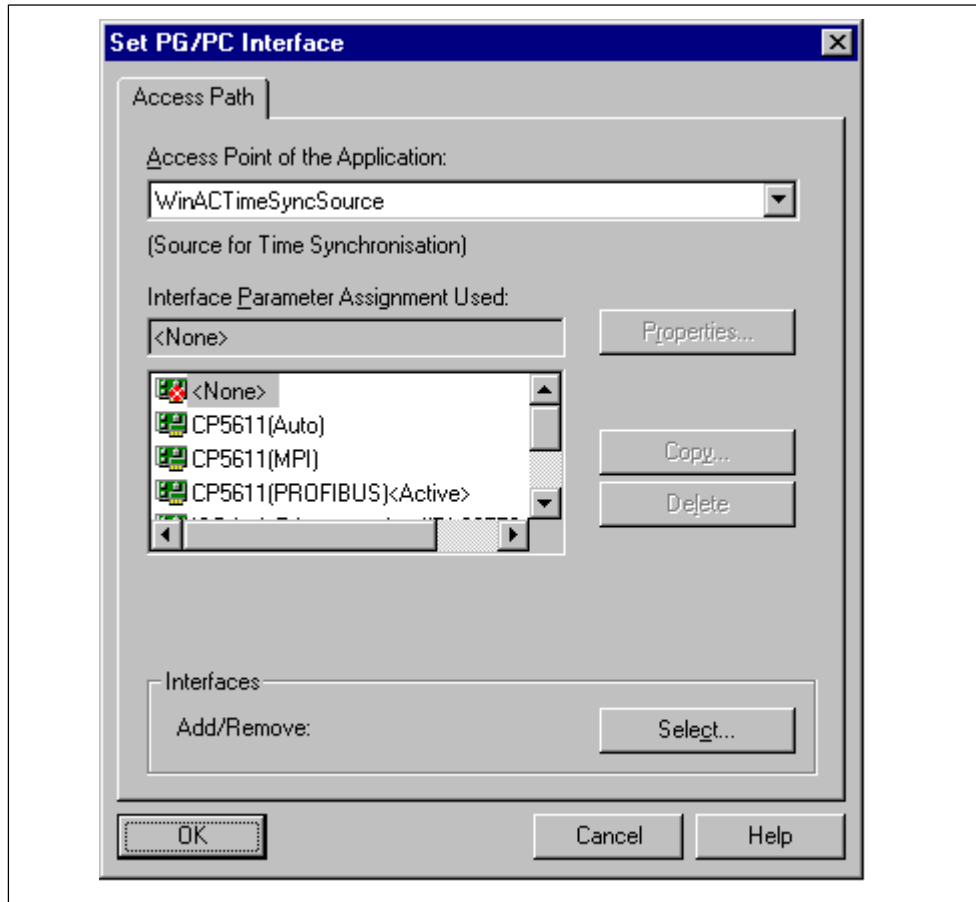 Set PG/PC Interface
Access Path
Access Point of the Application:
WinACTimeSyncSource
(Source for Time Synchronisation)
Interface Parameter Assignment Used:
<None>
Properties...
<None>
CP5611(Auto)
CP5611(MPI)
Copy...
CP5611(PROFIBUS)<Active>
Delete
Interfaces
Add/Remove:
Select...
OK
Cancel
Help